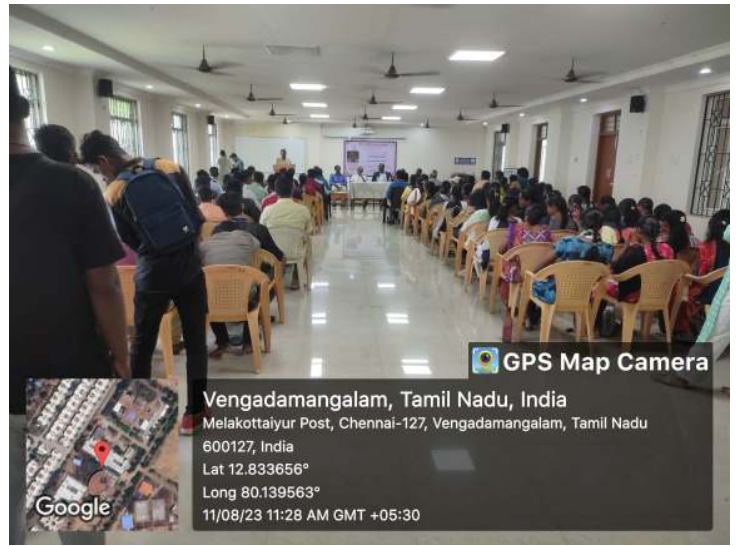 GPS Map Camera
Vengadamangalam, Tamil Nadu, India
Melakottaiyur Post, Chennai-127, Vengadamangalam, Tamil Nadu
600127, India
Lat 12.833656°
Long 80.139563°
11/08/23 11:28 AM GMT +05:30
Google